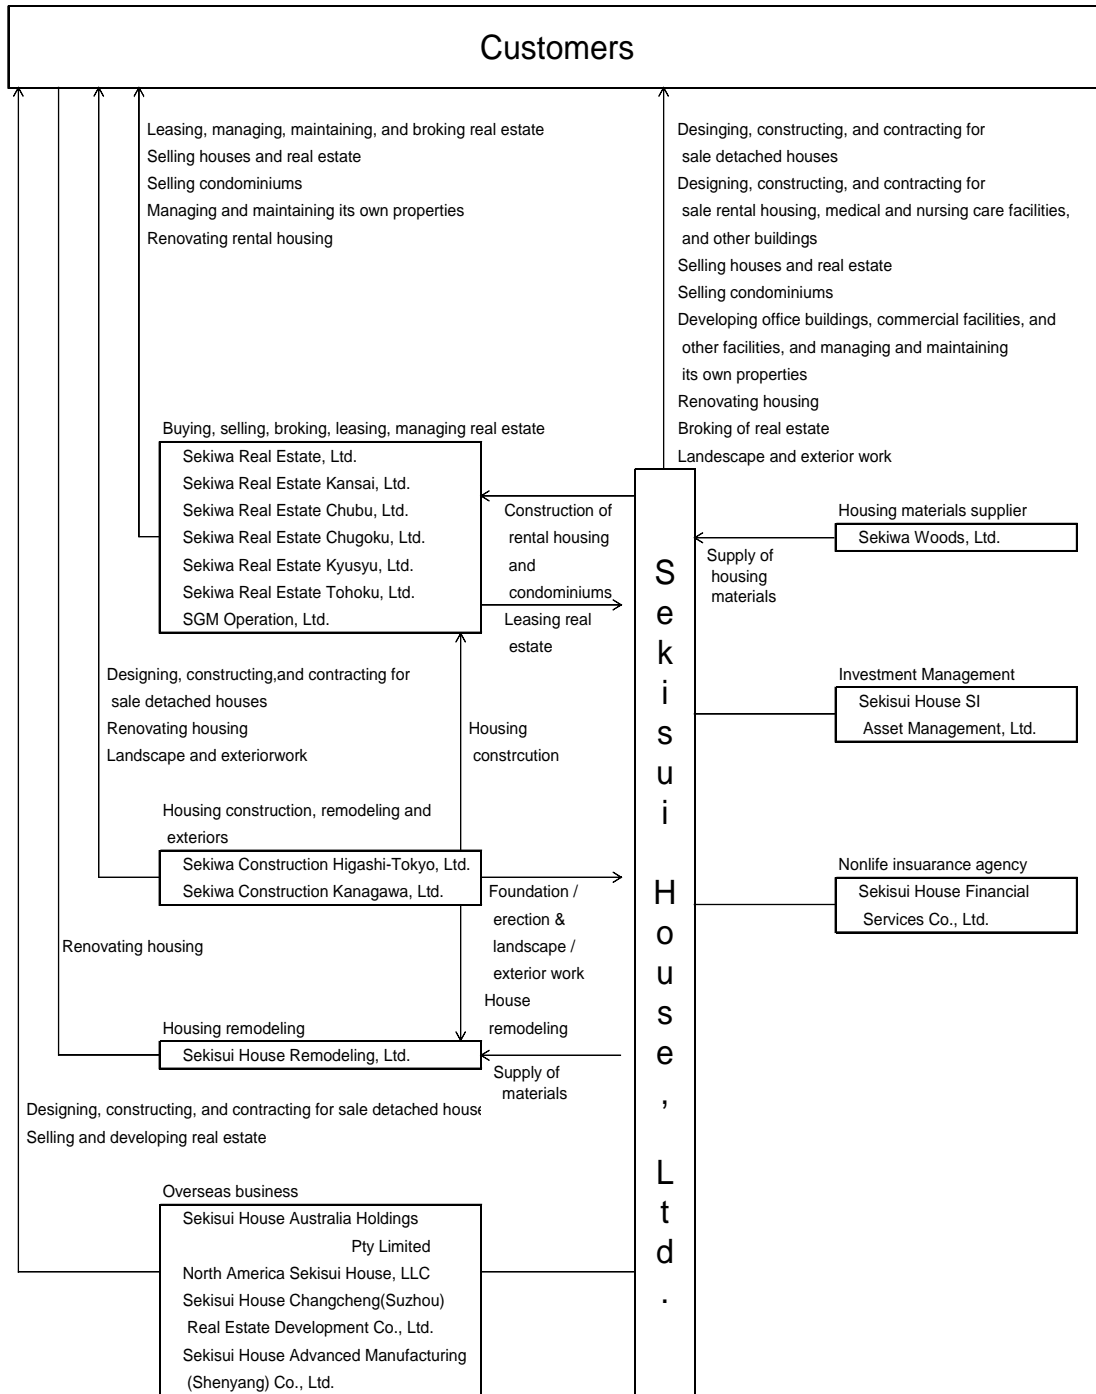 Customers
Leasing, managing, maintaining, and broking real estate
Selling houses and real estate
Selling condominiums
Managing and maintaining its own properties
Renovating rental housing
Desinging, constructing, and contracting for
sale detached houses
Designing, constructing, and contracting for
sale rental housing, medical and nursing care facilities,
and other buildings
Selling houses and real estate
Selling condominiums
Developing office buildings, commercial facilities, and
other facilities, and managing and maintaining
its own properties
Renovating housing
Broking of real estate
Landscape and exterior work
Buying, selling, broking, leasing, managing real estate
Sekiwa Real Estate, Ltd.
Sekiwa Real Estate Kansai, Ltd.
Sekiwa Real Estate Chubu, Ltd.
Sekiwa Real Estate Chugoku, Ltd.
Sekiwa Real Estate Kyusyu, Ltd.
Sekiwa Real Estate Tohoku, Ltd.
SGM Operation, Ltd.
Construction of
rental housing
and
condominiums
Leasing real
estate
Sekisui House, Ltd.
Housing materials supplier
Sekiwa Woods, Ltd.
Supply of
housing
materials
Investment Management
Sekisui House SI
Asset Management, Ltd.
Nonlife insuarance agency
Sekisui House Financial
Services Co., Ltd.
Designing, constructing,and contracting for
sale detached houses
Renovating housing
Landscape and exteriorwork
Housing
constrcution
Housing construction, remodeling and
exteriors
Sekiwa Construction Higashi-Tokyo, Ltd.
Sekiwa Construction Kanagawa, Ltd.
Foundation /
erection &
landscape /
exterior work
House
remodeling
Renovating housing
Housing remodeling
Sekisui House Remodeling, Ltd.
Supply of
materials
Designing, constructing, and contracting for sale detached house
Selling and developing real estate
Overseas business
Sekisui House Australia Holdings
Pty Limited
North America Sekisui House, LLC
Sekisui House Changcheng(Suzhou)
Real Estate Development Co., Ltd.
Sekisui House Advanced Manufacturing
(Shenyang) Co., Ltd.